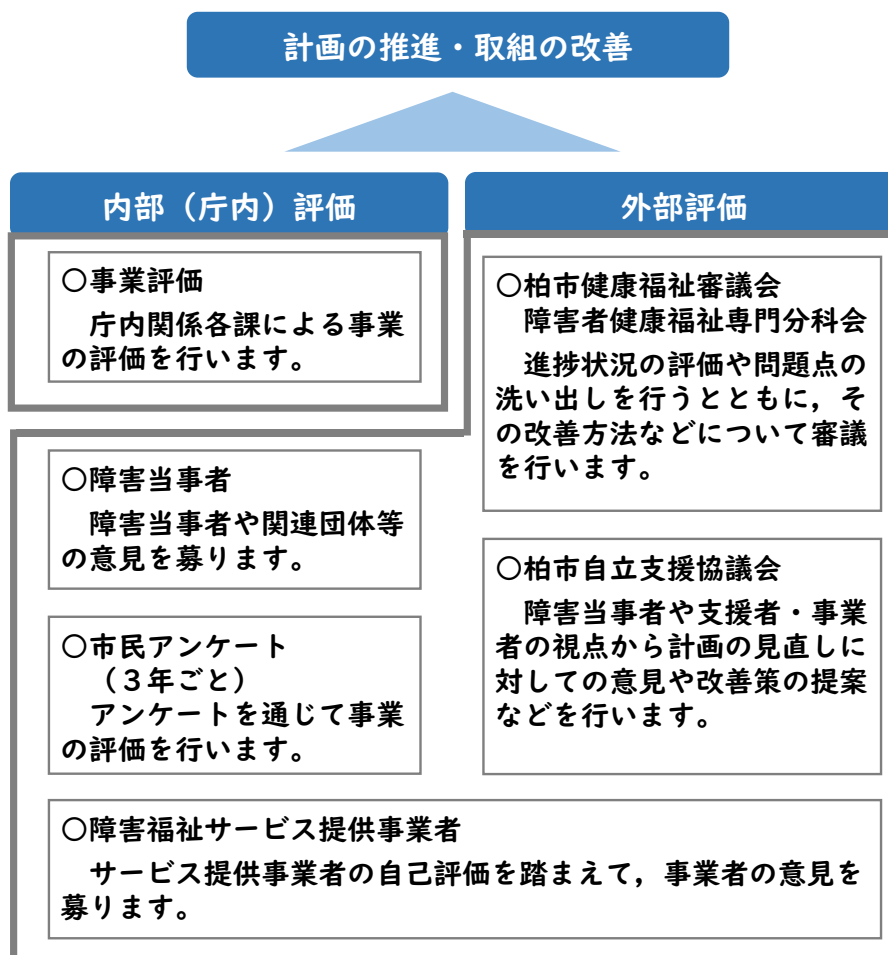 計画の推進・取組の改善
内部（庁内）評価
〇事業評価
庁内関係各課による事業
の評価を行います。
〇障害当事者
障害当事者や関連団体等
の意見を募ります。
〇市民アンケート
（３年ごと）
アンケートを通じて事業
の評価を行います。
外部評価
〇柏市健康福祉審議会
障害者健康福祉専門分科会
進捗状況の評価や問題点の
洗い出しを行うとともに，そ
の改善方法などについて審議
を行います。
〇柏市自立支援協議会
障害当事者や支援者・事業
者の視点から計画の見直しに
対しての意見や改善策の提案
などを行います。
〇障害福祉サービス提供事業者
サービス提供事業者の自己評価を踏まえて，事業者の意見を
募ります。